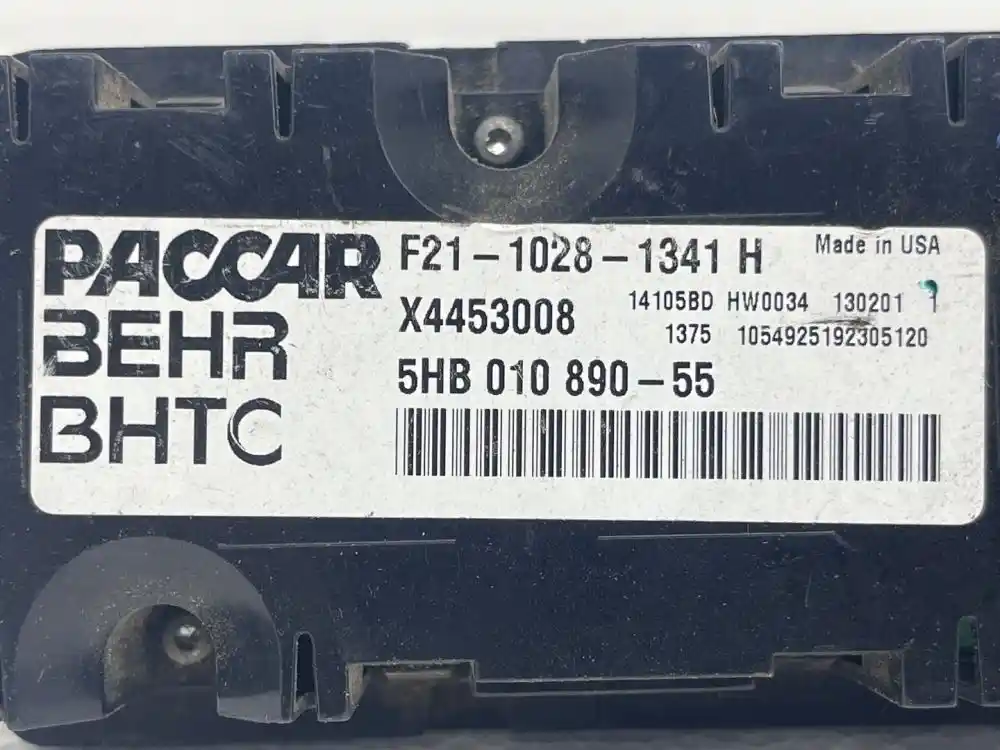 PACCAR
BEHR
BHTC
F21-1028-1341 H
Made in USA
X4453008
14105BD HW0034 130201 1
1375 1054925192305120
5HB 010 890-55